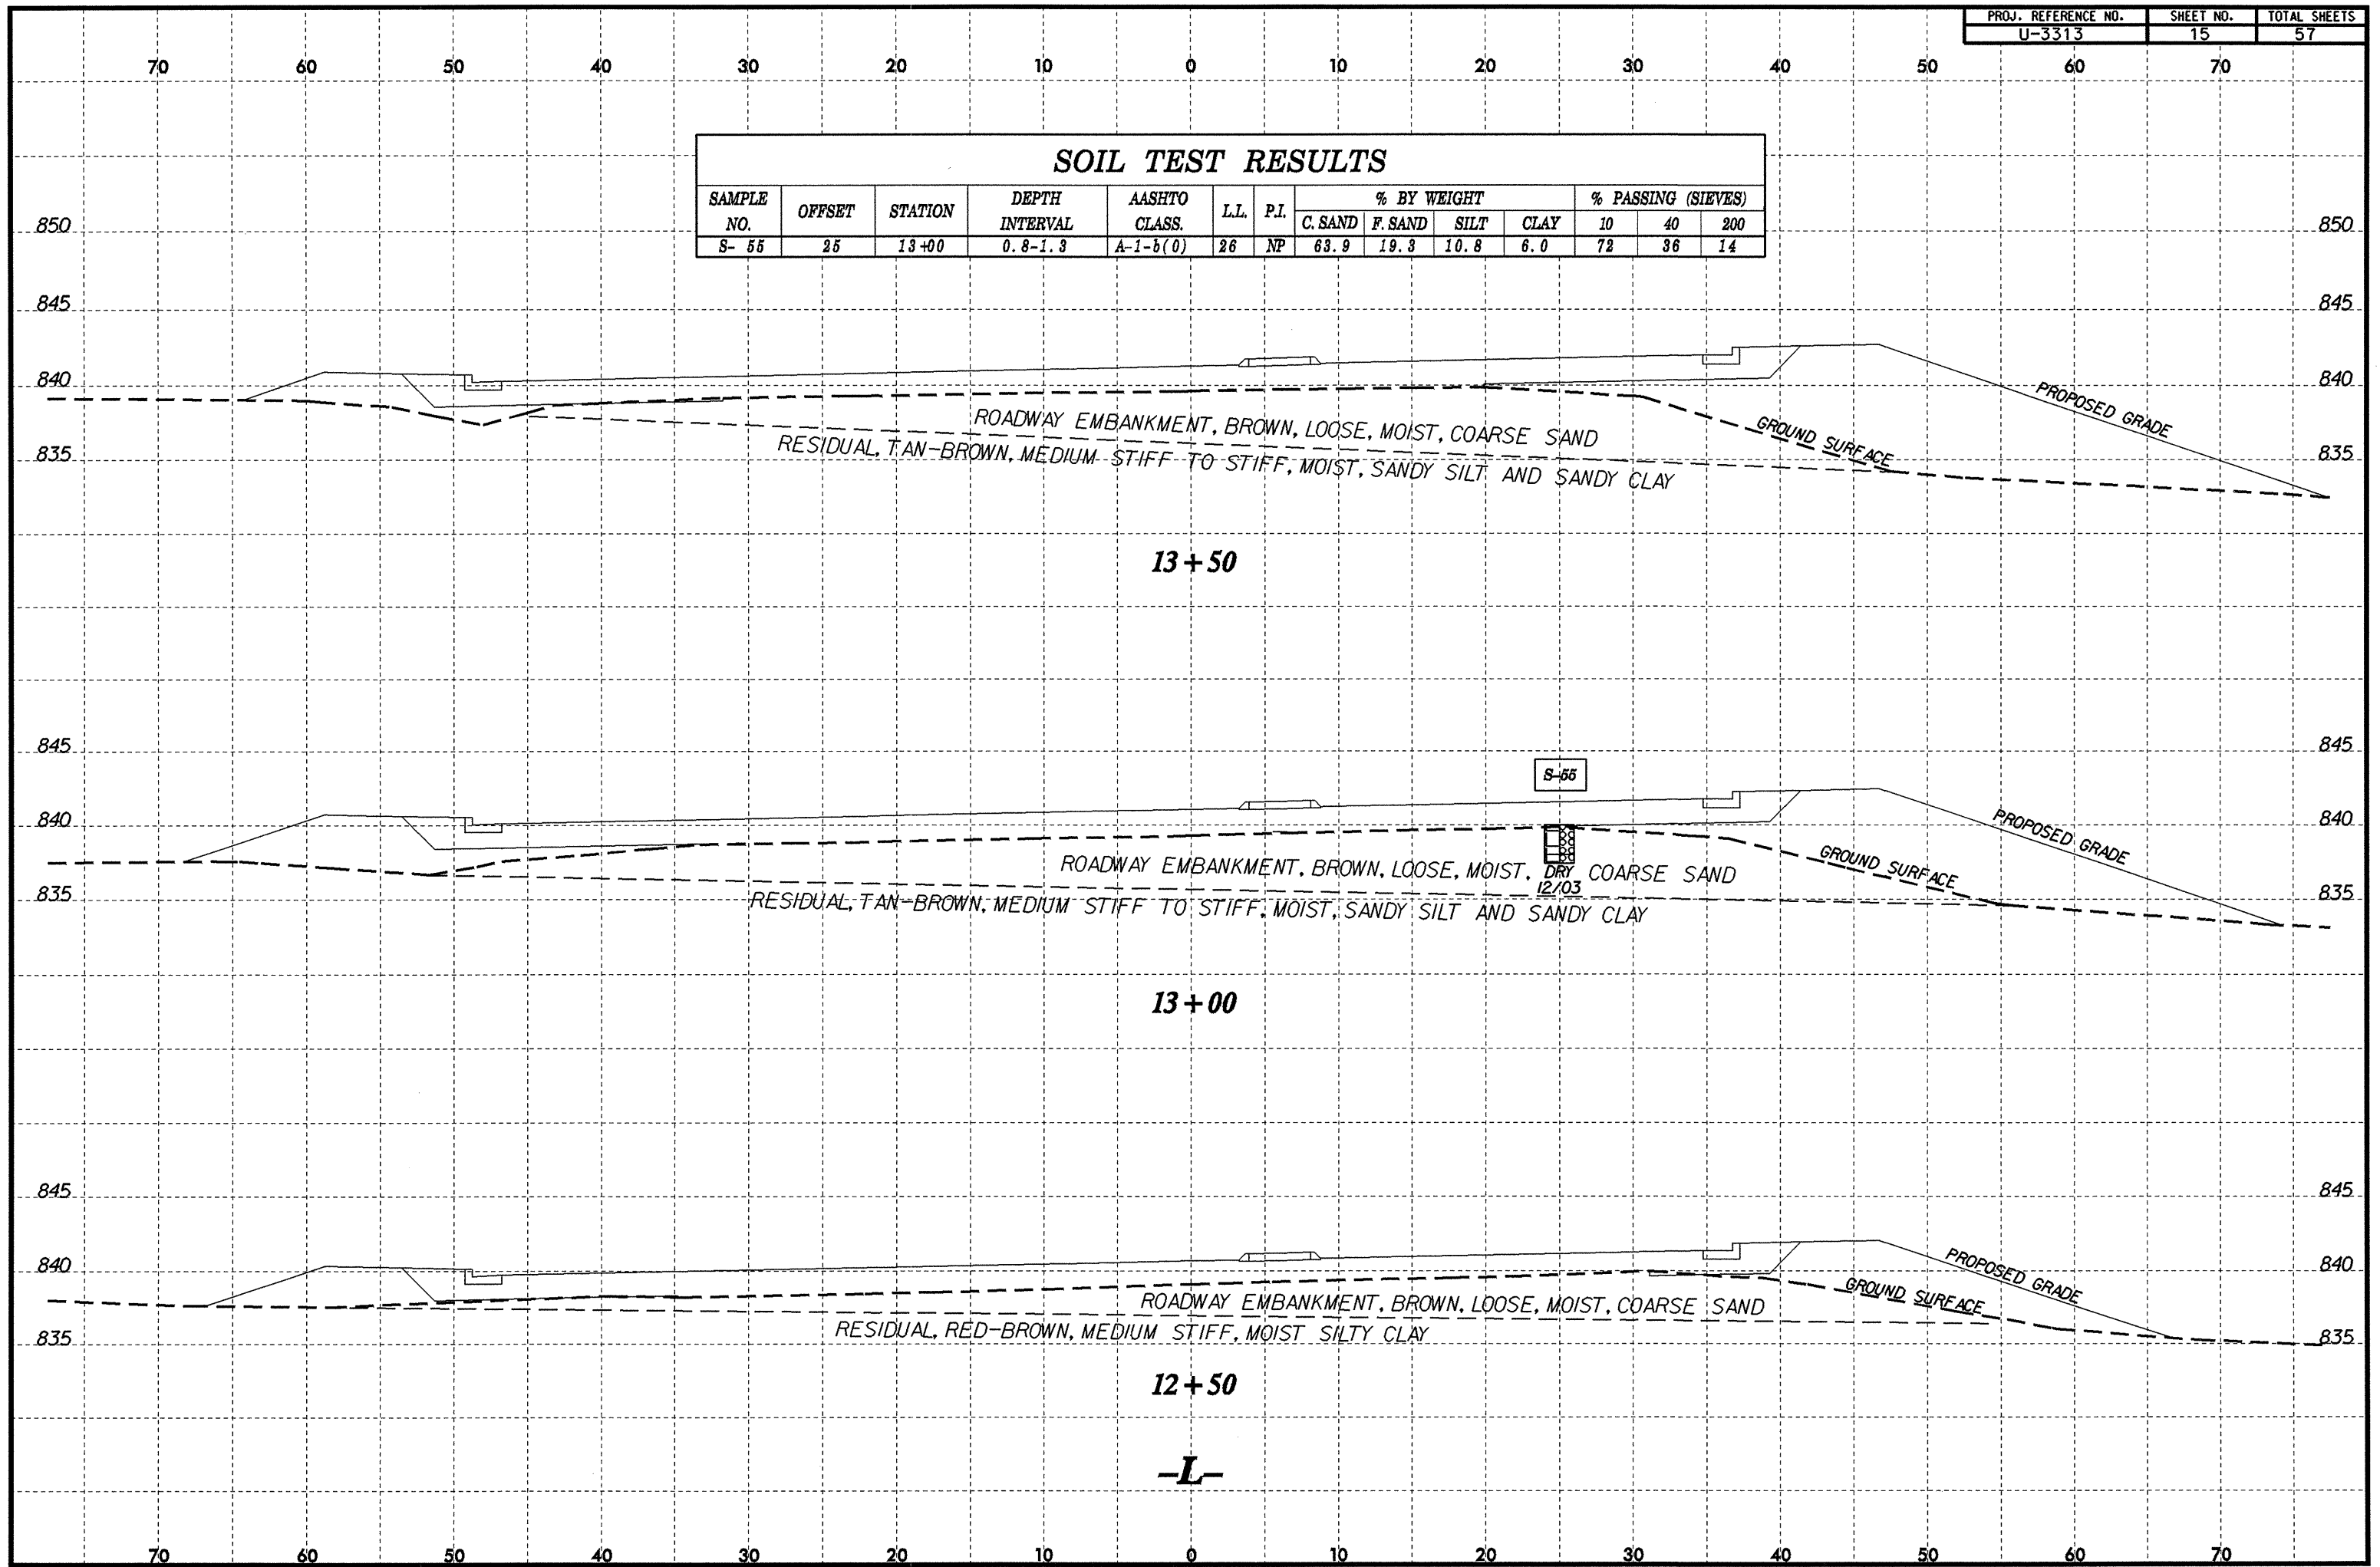 PROJ. REFERENCE NO. SHEET NO. TOTAL SHEETS
U-3313 15 57
70 60 50 40 30 20 10 0 10 20 30 40 50 60 70
SOIL TEST RESULTS
SAMPLE NO. OFFSET STATION DEPTH INTERVAL AASHTO CLASS. L.L. P.I. % BY WEIGHT % PASSING (SIEVES)
C. SAND F. SAND SILT CLAY 10 40 200
S- 55 25 13+00 0.8-1.3 A-1-b(0) 26 NP 63.9 19.3 10.8 6.0 72 36 14
850 850
845 845
840 840
PROPOSED GRADE
ROADWAY EMBANKMENT, BROWN, LOOSE, MOIST, COARSE SAND
GROUND SURFACE
835 835
RESIDUAL, TAN-BROWN, MEDIUM STIFF TO STIFF, MOIST, SANDY SILT AND SANDY CLAY
13+50
845 845
S-55
840 840
PROPOSED GRADE
ROADWAY EMBANKMENT, BROWN, LOOSE, MOIST, COARSE SAND
DRY
12/03
GROUND SURFACE
835 835
RESIDUAL, TAN-BROWN, MEDIUM STIFF TO STIFF, MOIST, SANDY SILT AND SANDY CLAY
13+00
845 845
840 840
PROPOSED GRADE
GROUND SURFACE
ROADWAY EMBANKMENT, BROWN, LOOSE, MOIST, COARSE SAND
835 835
RESIDUAL, RED-BROWN, MEDIUM STIFF, MOIST SILTY CLAY
12+50
-L-
70 60 50 40 30 20 10 0 10 20 30 40 50 60 70